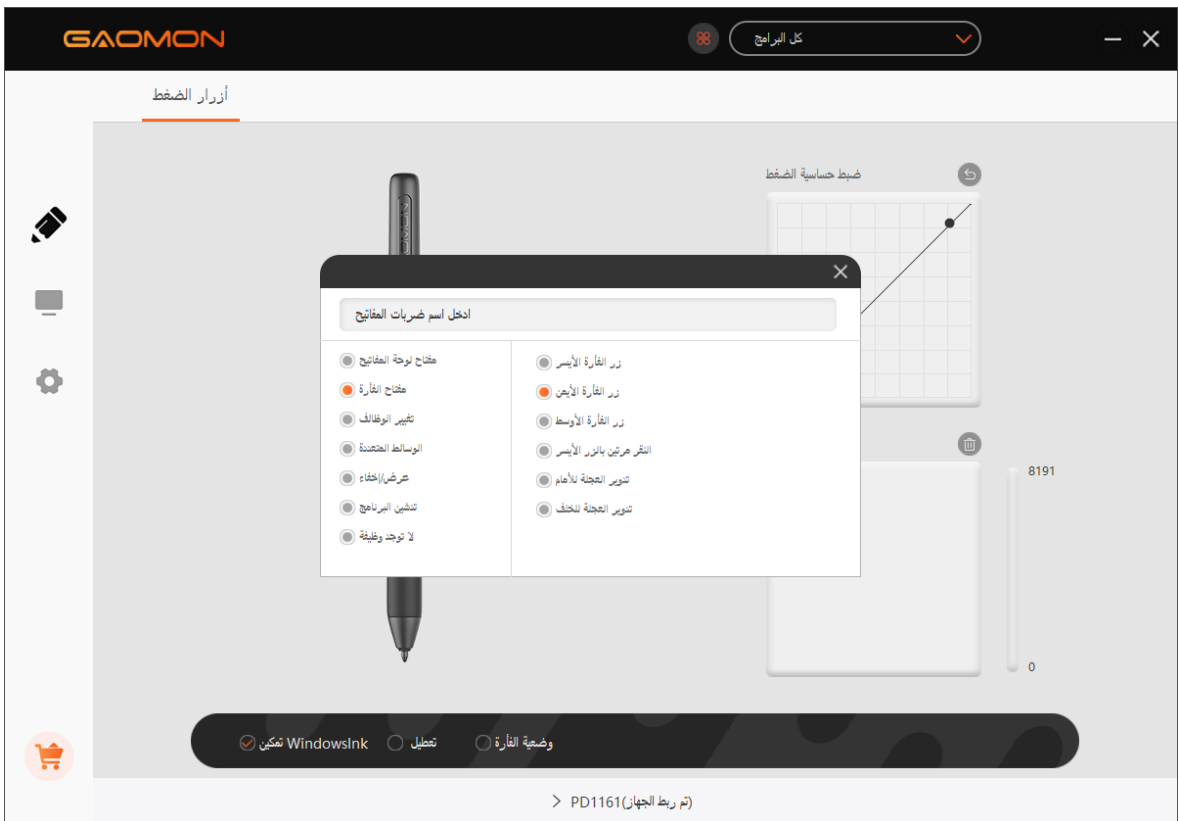 GAOMON
كل البرامج
أزرار الضغط
ضبط حساسية الضغط
ادخل اسم ضربات المفاتيح
مفتاح لوحة المفاتيح
مفتاح الفأرة
تغيير الوظائف
الوسائط المتعددة
عرض/إخفاء
تدشين البرنامج
لا توجد وظيفة
زر الفأرة الأيسر
زر الفأرة الأيمن
زر الفأرة الأوسط
النقر مرتين بالزر الأيسر
تدوير العجلة للأمام
تدوير العجلة للخلف
8191
0
تمكين WindowsInk
تعطيل
وضعية الفأرة
PD1161(تم ربط الجهاز)